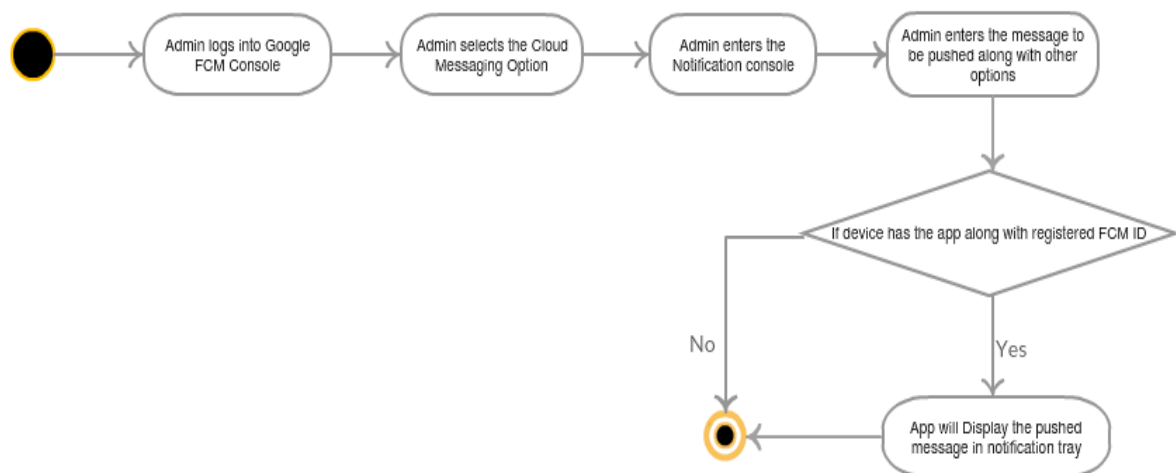 Admin logs into Google
FCM Console
Admin selects the Cloud
Messaging Option
Admin enters the
Notification console
Admin enters the message to
be pushed along with other
options
If device has the app along with registered FCM ID
No
Yes
App will Display the pushed
message in notification tray